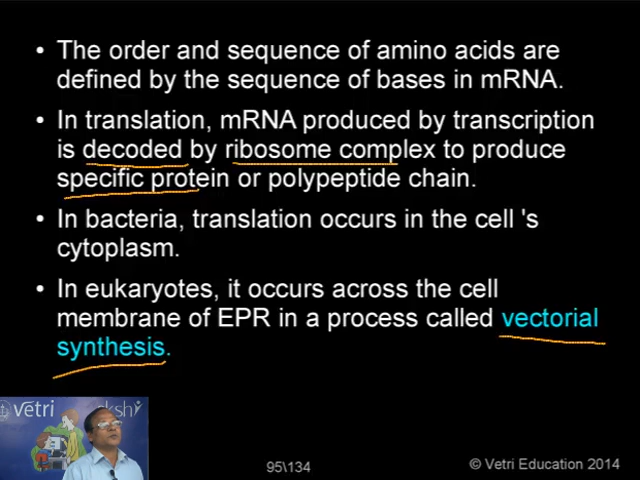 • The order and sequence of amino acids are
defined by the sequence of bases in mRNA.
• In translation, mRNA produced by transcription
is decoded by ribosome complex to produce
specific protein or polypeptide chain.
• In bacteria, translation occurs in the cell 's
cytoplasm.
• In eukaryotes, it occurs across the cell
membrane of EPR in a process called vectorial
synthesis.
vetri
kshi
95\134
© Vetri Education 2014